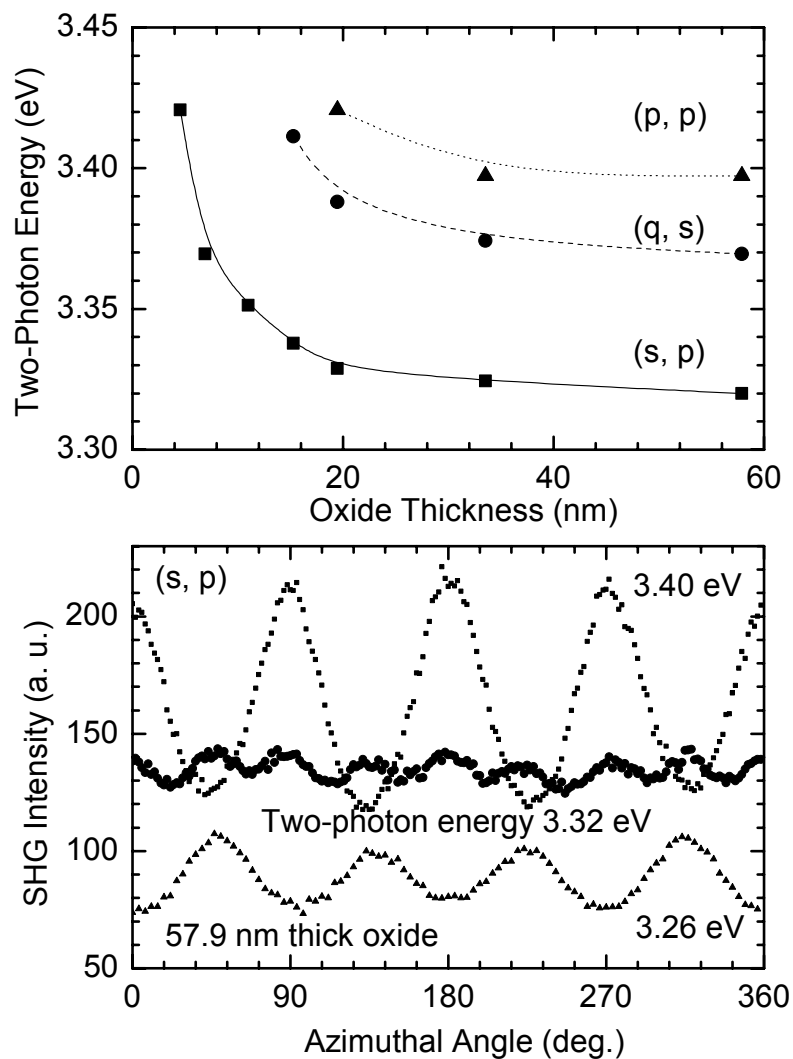 3.45
3.40
3.35
3.30
Two-Photon Energy (eV)
(p, p)
(q, s)
(s, p)
0 20 40 60
Oxide Thickness (nm)
(s, p)
3.40 eV
200
150
100
50
SHG Intensity (a. u.)
Two-photon energy 3.32 eV
57.9 nm thick oxide
3.26 eV
0 90 180 270 360
Azimuthal Angle (deg.)